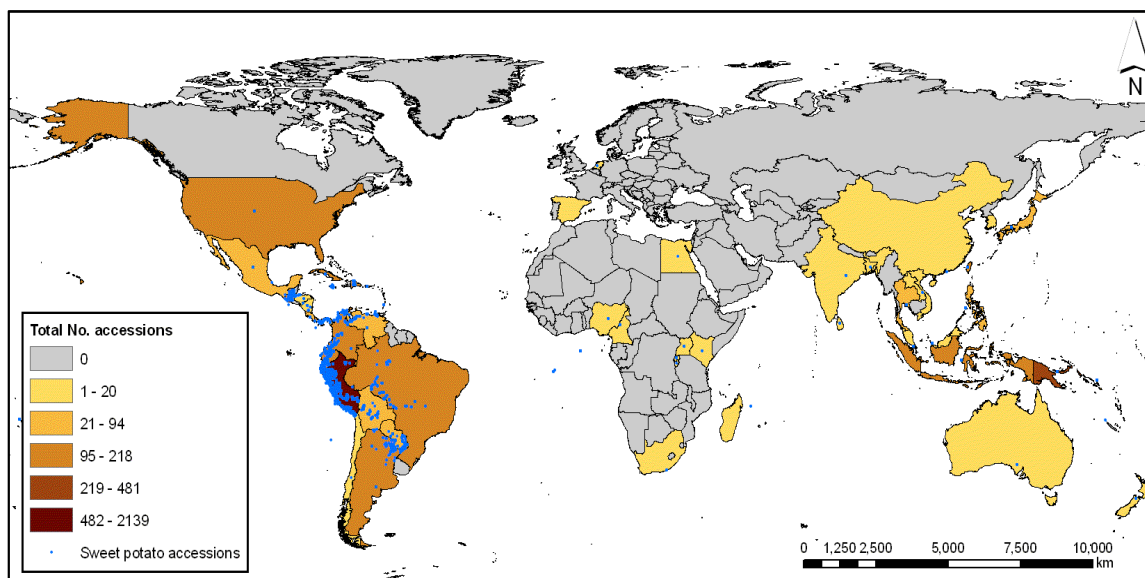 N
Total No. accessions
0
1 - 20
21 - 94
95 - 218
219 - 481
482 - 2139
Sweet potato accessions
0 1,250 2,500 5,000 7,500 10,000
km